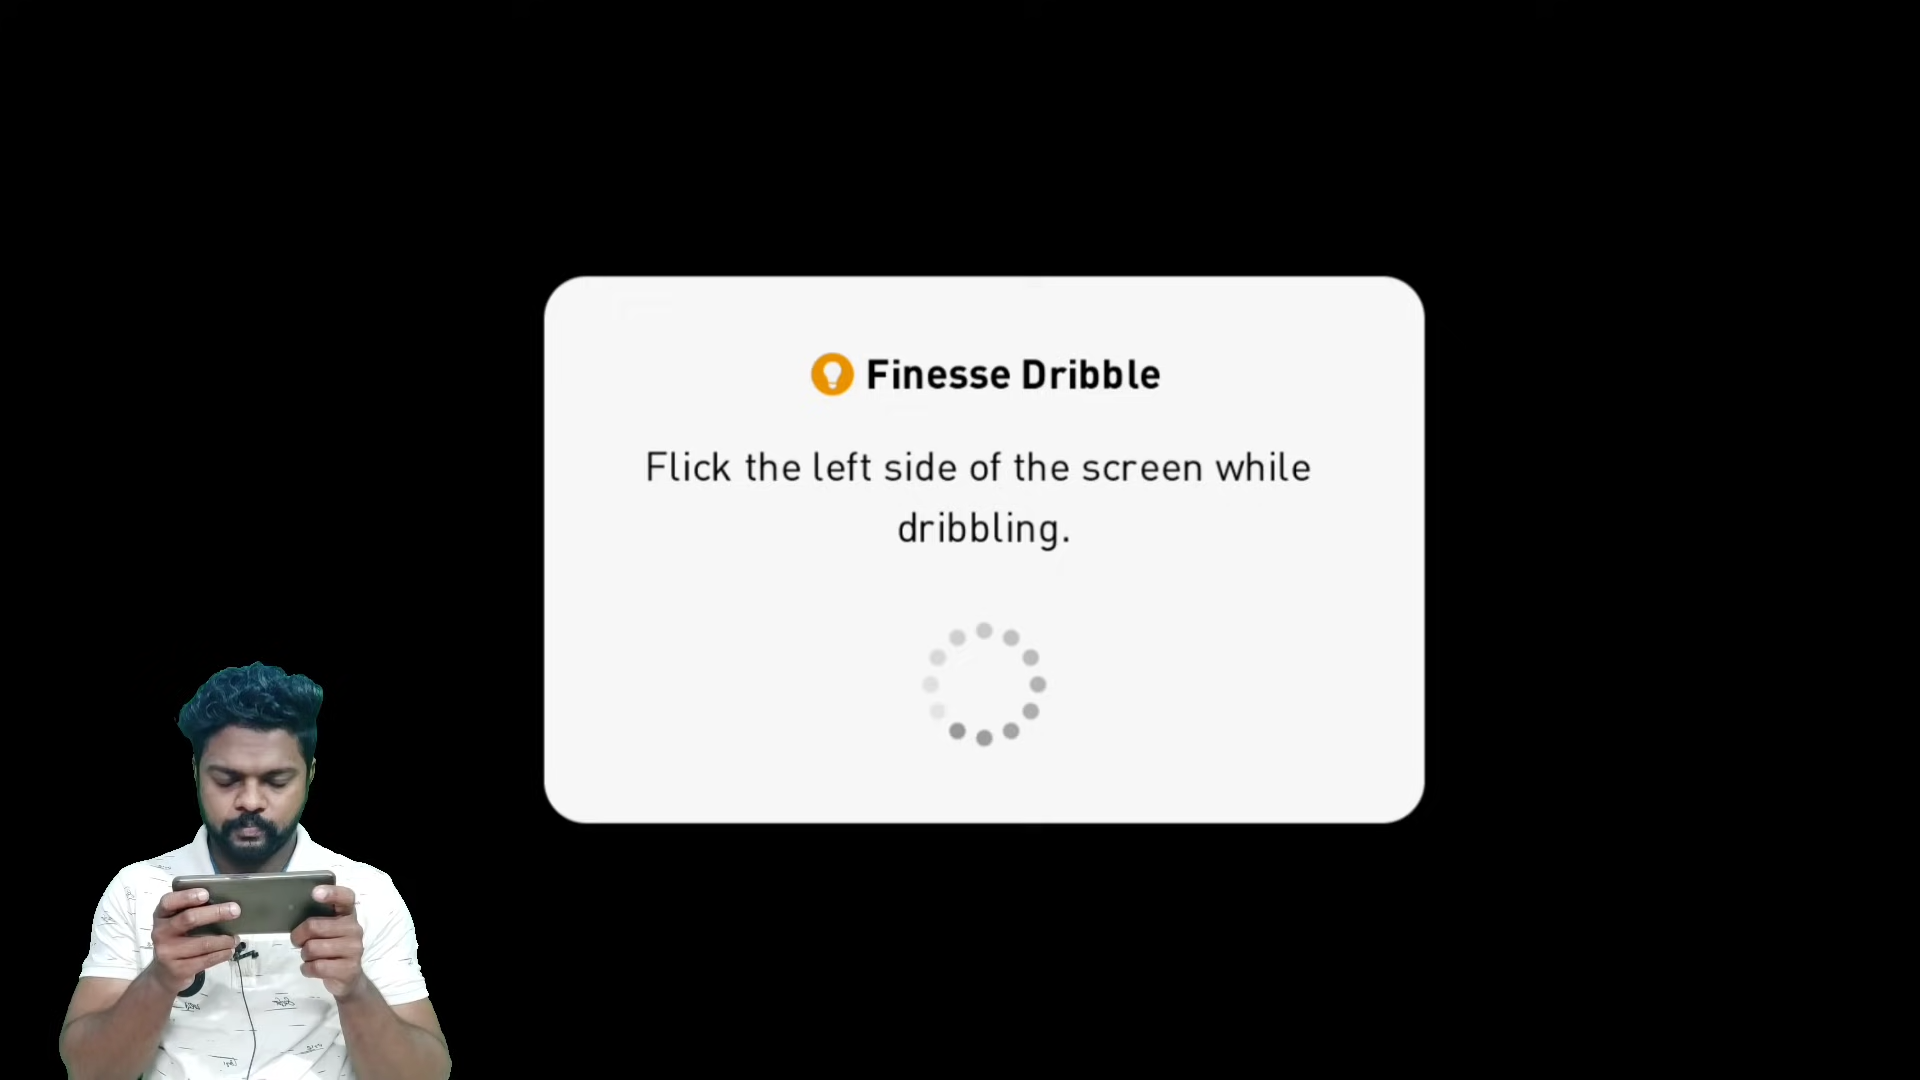 Finesse Dribble
Flick the left side of the screen while
dribbling.